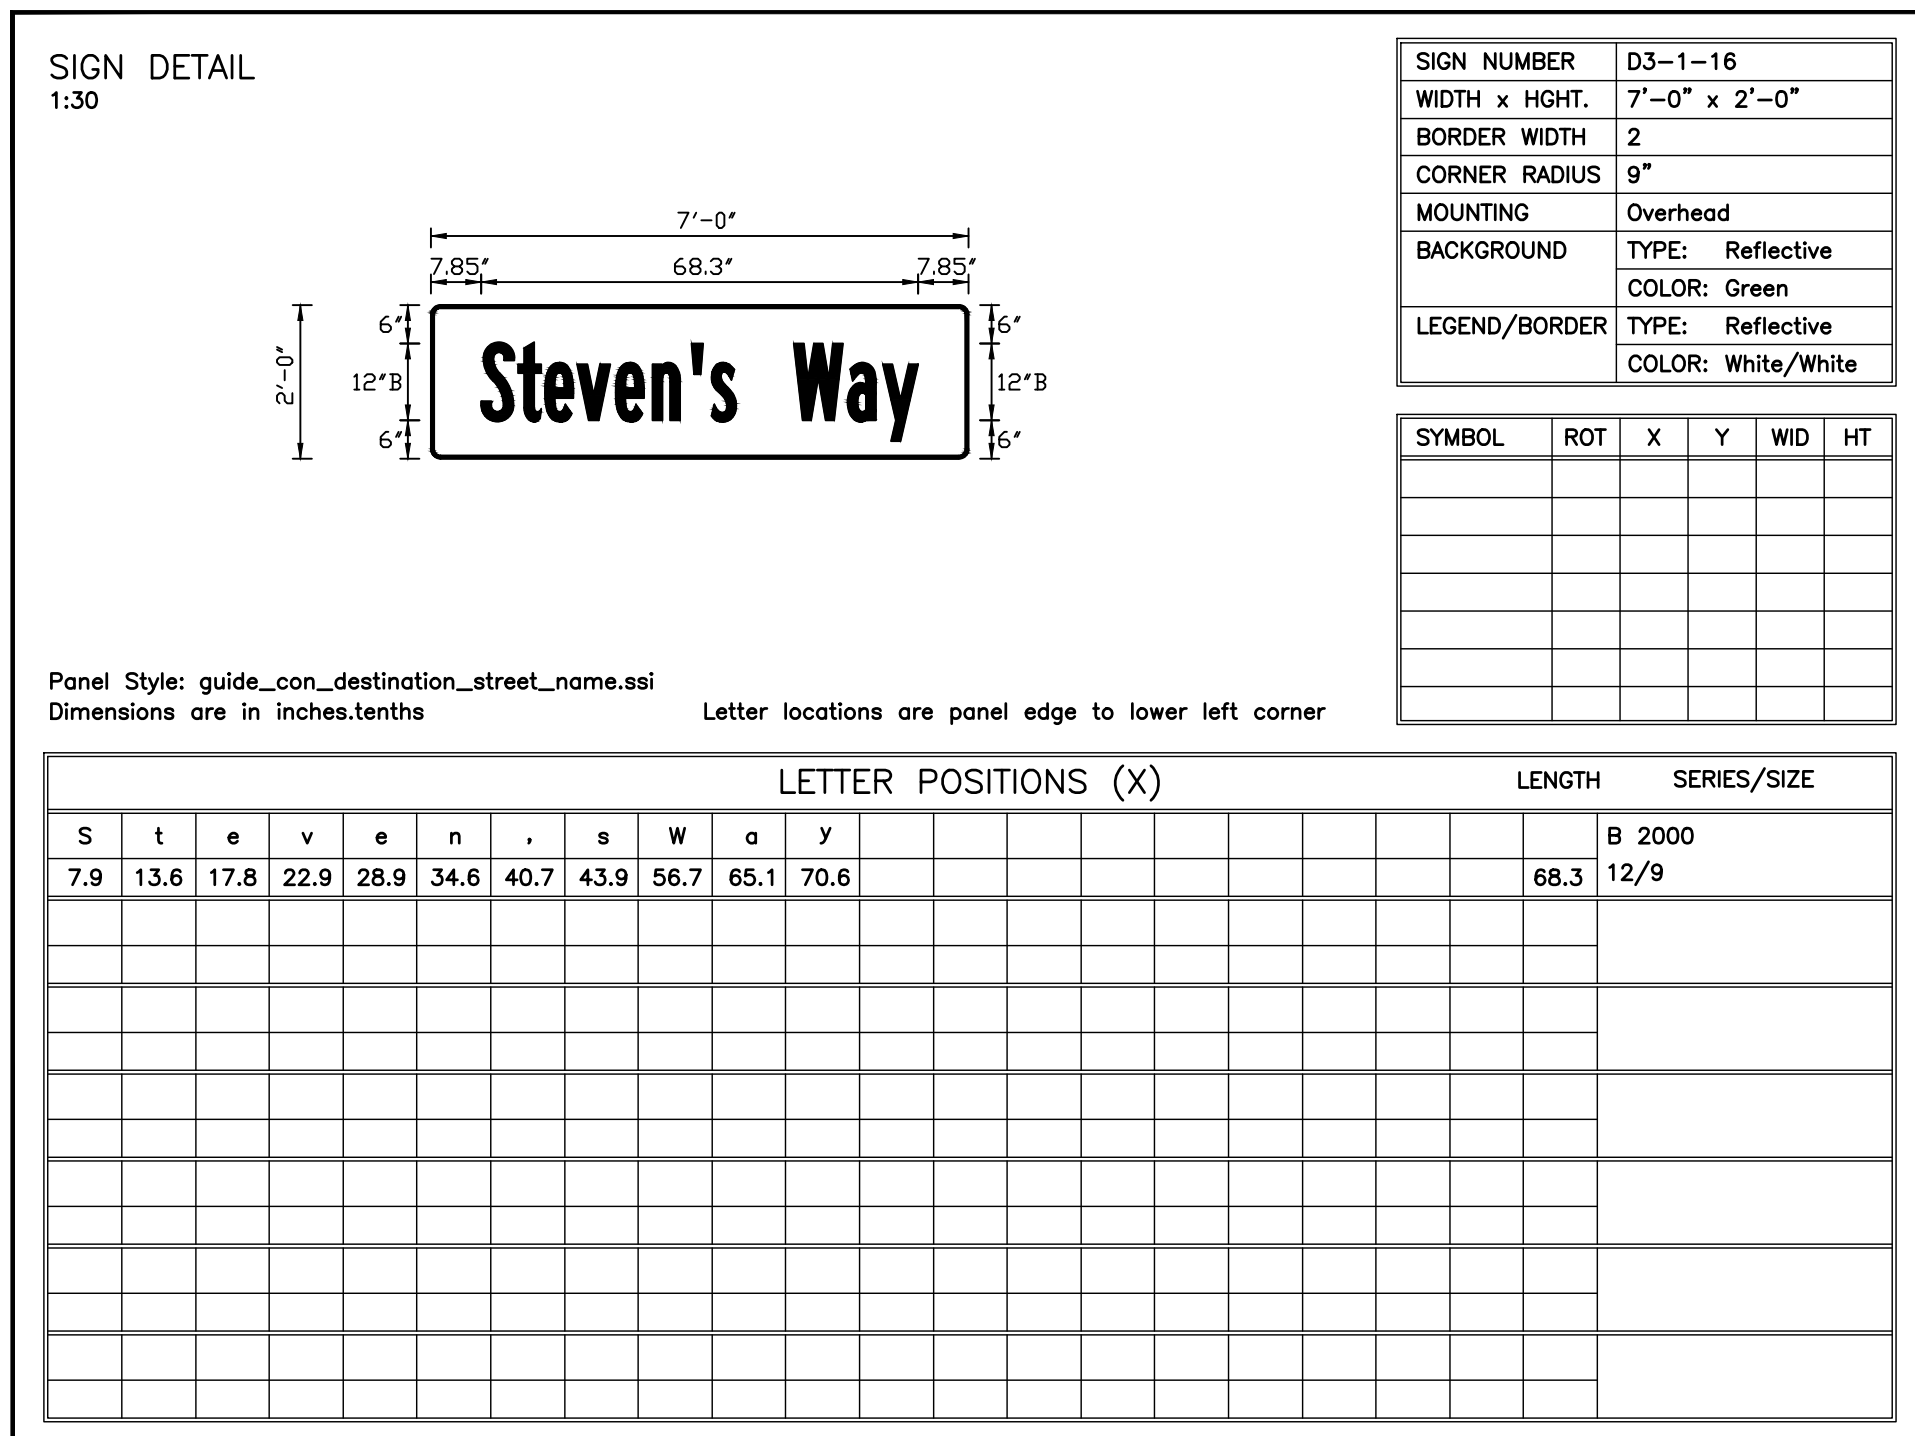 SIGN DETAIL
1:30
7'-0"
7.85" 68.3" 7.85"
2'-0"
6" 12"B 6"
Steven's Way
6" 12"B 6"
SIGN NUMBER D3-1-16
WIDTH x HGHT. 7'-0" x 2'-0"
BORDER WIDTH 2
CORNER RADIUS 9"
MOUNTING Overhead
BACKGROUND TYPE: Reflective
COLOR: Green
LEGEND/BORDER TYPE: Reflective
COLOR: White/White
SYMBOL ROT X Y WID HT
Panel Style: guide_con_destination_street_name.ssi
Dimensions are in inches.tenths Letter locations are panel edge to lower left corner
LETTER POSITIONS (X) LENGTH SERIES/SIZE
S t e v e n , s W a y B 2000
7.9 13.6 17.8 22.9 28.9 34.6 40.7 43.9 56.7 65.1 70.6 68.3 12/9